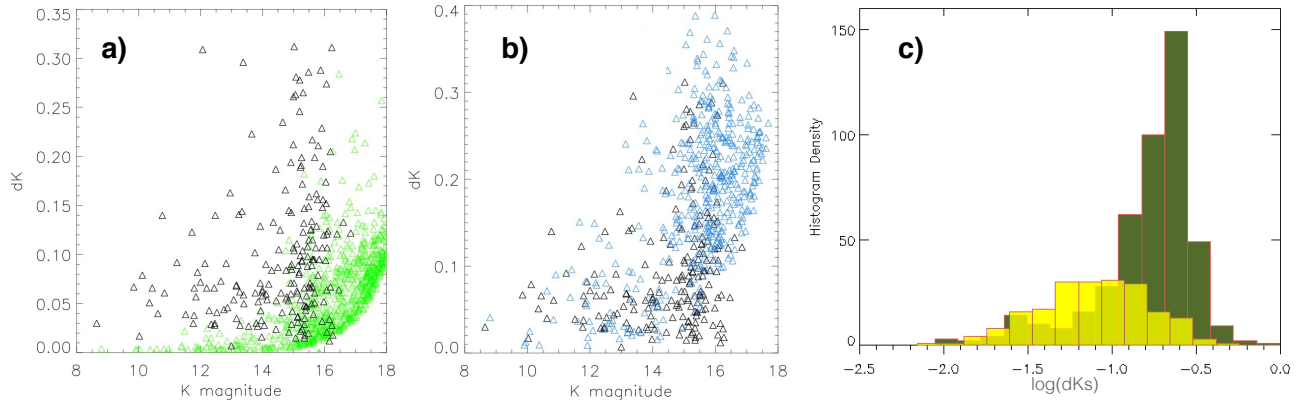 a)
dK
0.35
0.30
0.25
0.20
0.15
0.10
0.05
0.00
8 10 12 14 16 18
K magnitude
b)
dK
0.4
0.3
0.2
0.1
0.0
8 10 12 14 16 18
K magnitude
c)
Histogram Density
150
100
50
0
-2.5 -2.0 -1.5 -1.0 -0.5 0.0
log(dKs)